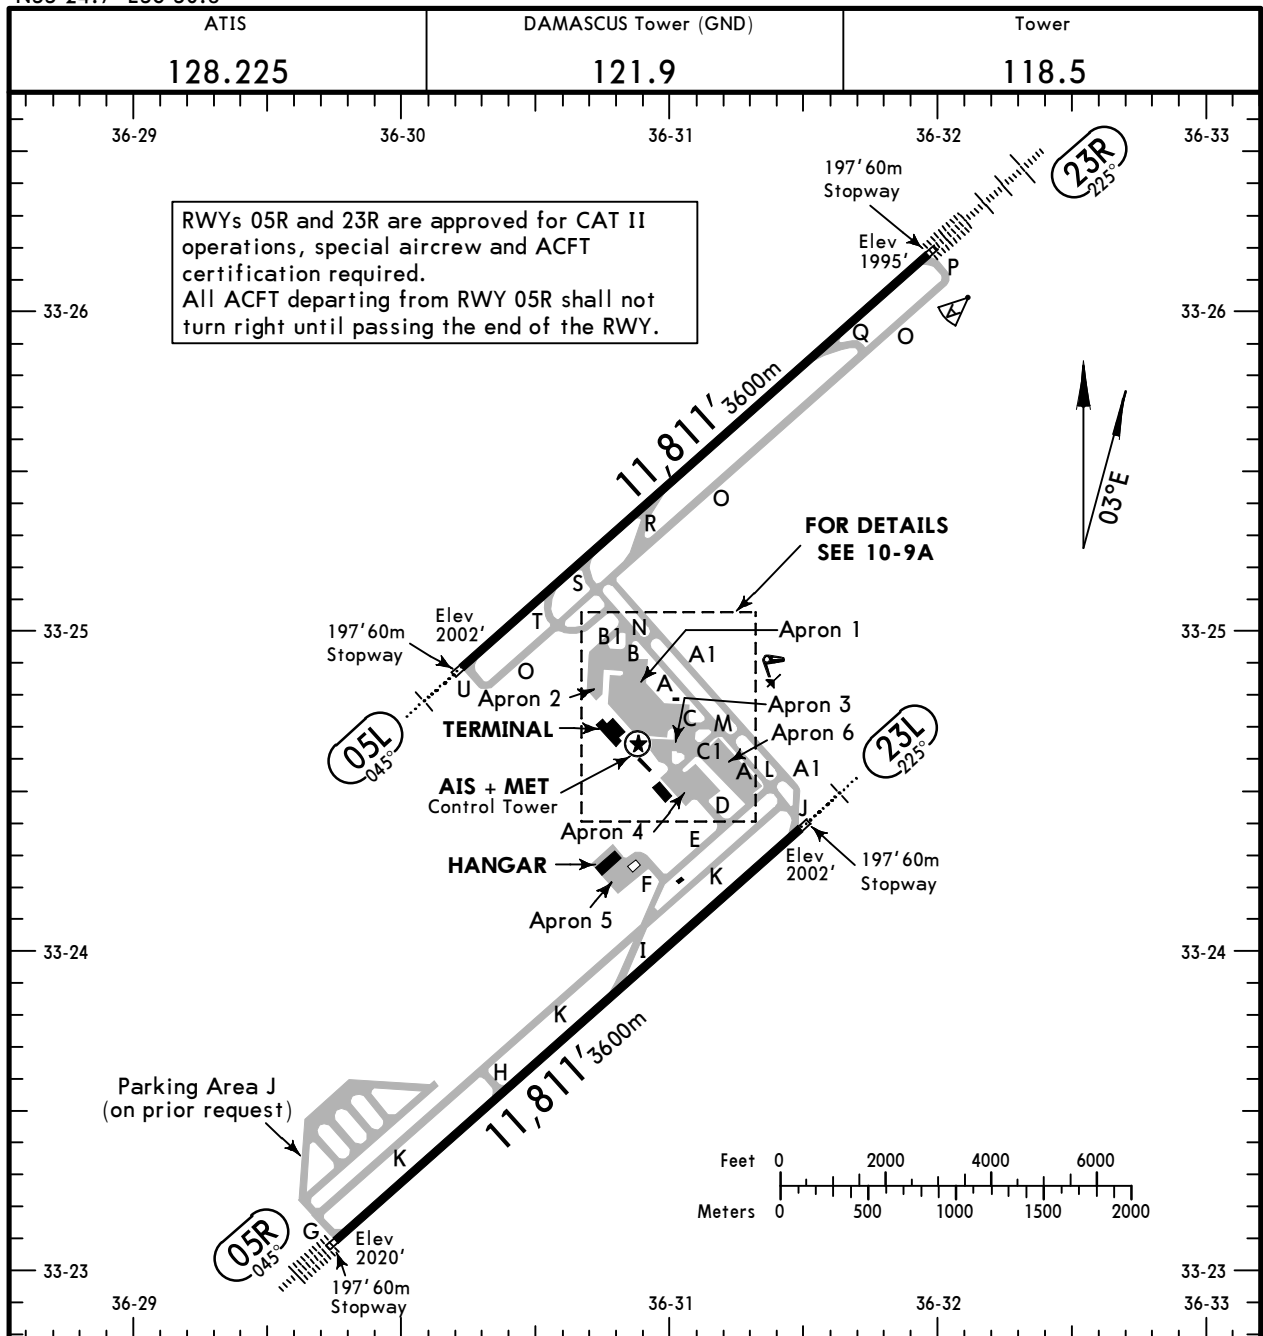 ATIS
128.225
DAMASCUS Tower (GND)
121.9
Tower
118.5
36-29
36-30
36-31
36-32
36-33
RWYs 05R and 23R are approved for CAT II
operations, special aircrew and ACFT
certification required.
All ACFT departing from RWY 05R shall not
turn right until passing the end of the RWY.
197'60m
Stopway
23R
225°
Elev
1995'
P
33-26
33-26
Q
O
11,811' 3600m
03°E
O
R
FOR DETAILS
SEE 10-9A
S
Elev
2002'
T
197'60m
Stopway
33-25
33-25
N
B1
Apron 1
B
A1
O
U
Apron 2
A
Apron 3
C
M
TERMINAL
Apron 6
05L
045°
23L
225°
C1
A
L
A1
AIS + MET
Control Tower
D
J
Apron 4
E
Elev
2002'
197'60m
Stopway
HANGAR
F
K
Apron 5
33-24
33-24
I
K
11,811' 3600m
H
Parking Area J
(on prior request)
K
Feet 0 2000 4000 6000
Meters 0 500 1000 1500 2000
G
05R
045°
Elev
2020'
197'60m
Stopway
33-23
33-23
36-29
36-31
36-32
36-33